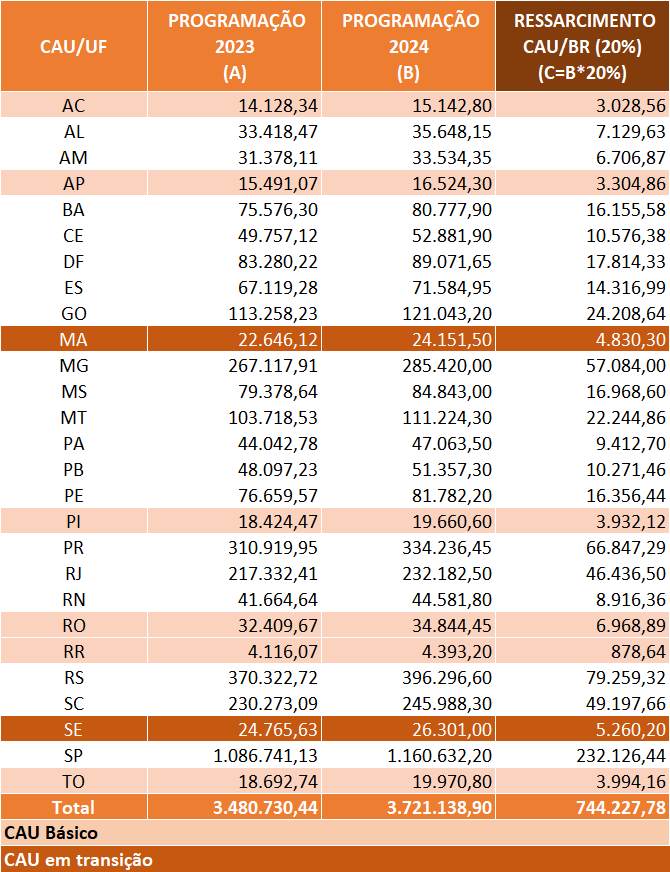 CAU/UF PROGRAMAÇÃO 2023 (A) PROGRAMAÇÃO 2024 (B) RESSARCIMENTO CAU/BR (20%) (C=B*20%)
AC 14.128,34 15.142,80 3.028,56
AL 33.418,47 35.648,15 7.129,63
AM 31.378,11 33.534,35 6.706,87
AP 15.491,07 16.524,30 3.304,86
BA 75.576,30 80.777,90 16.155,58
CE 49.757,12 52.881,90 10.576,38
DF 83.280,22 89.071,65 17.814,33
ES 67.119,28 71.584,95 14.316,99
GO 113.258,23 121.043,20 24.208,64
MA 22.646,12 24.151,50 4.830,30
MG 267.117,91 285.420,00 57.084,00
MS 79.378,64 84.843,00 16.968,60
MT 103.718,53 111.224,30 22.244,86
PA 44.042,78 47.063,50 9.412,70
PB 48.097,23 51.357,30 10.271,46
PE 76.659,57 81.782,20 16.356,44
PI 18.424,47 19.660,60 3.932,12
PR 310.919,95 334.236,45 66.847,29
RJ 217.332,41 232.182,50 46.436,50
RN 41.664,64 44.581,80 8.916,36
RO 32.409,67 34.844,45 6.968,89
RR 4.116,07 4.393,20 878,64
RS 370.322,72 396.296,60 79.259,32
SC 230.273,09 245.988,30 49.197,66
SE 24.765,63 26.301,00 5.260,20
SP 1.086.741,13 1.160.632,20 232.126,44
TO 18.692,74 19.970,80 3.994,16
Total 3.480.730,44 3.721.138,90 744.227,78
CAU Básico
CAU em transição